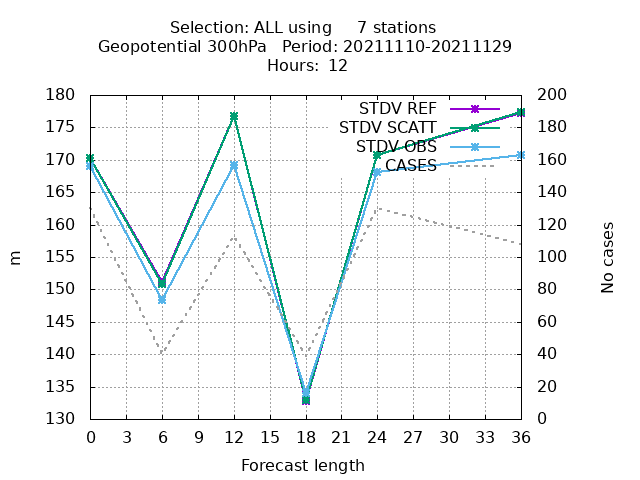 Selection: ALL using     7 stations
Geopotential 300hPa   Period: 20211110-20211129
Hours:  12
STDV REF
STDV SCATT
STDV OBS
CASES
m
180
175
170
165
160
155
150
145
140
135
130
200
180
160
140
120
100
80
60
40
20
0
No cases
0 3 6 9 12 15 18 21 24 27 30 33 36
Forecast length